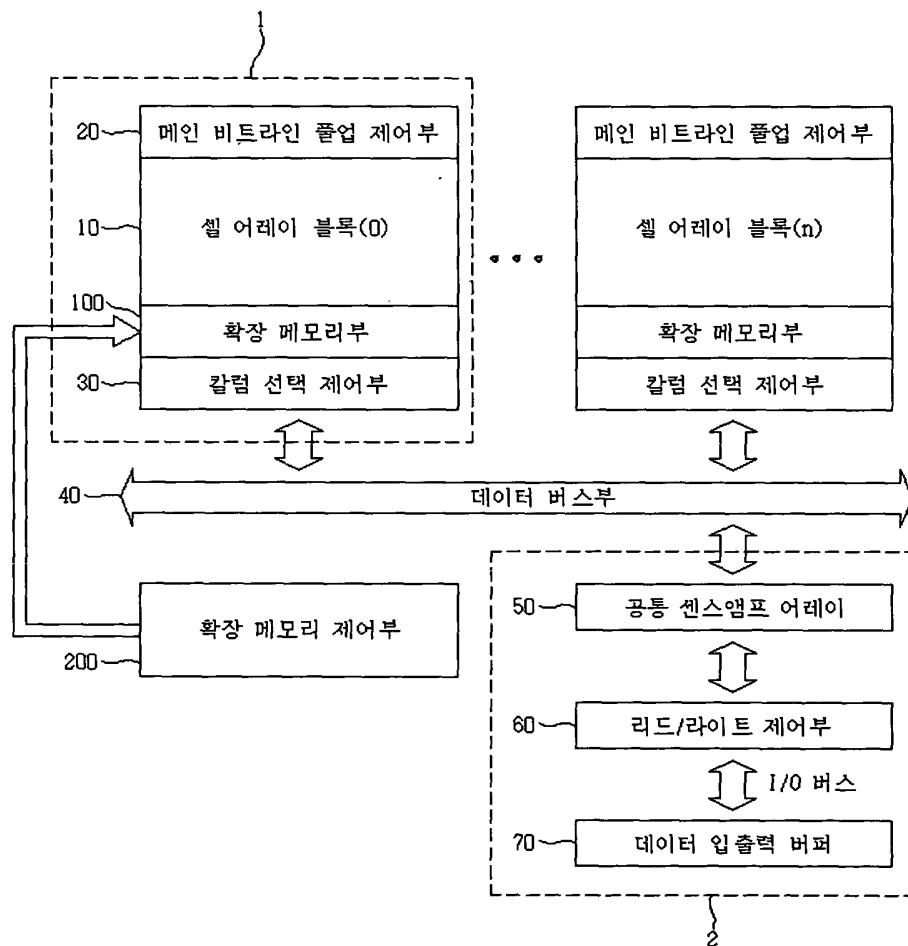 1
20
메인 비트라인 풀업 제어부
메인 비트라인 풀업 제어부
10
셀 어레이 블록(0)
셀 어레이 블록(n)
100
확장 메모리부
확장 메모리부
30
칼럼 선택 제어부
칼럼 선택 제어부
40
데이터 버스부
확장 메모리 제어부
200
50
공통 센스앰프 어레이
60
리드/라이트 제어부
I/O 버스
70
데이터 입출력 버퍼
2